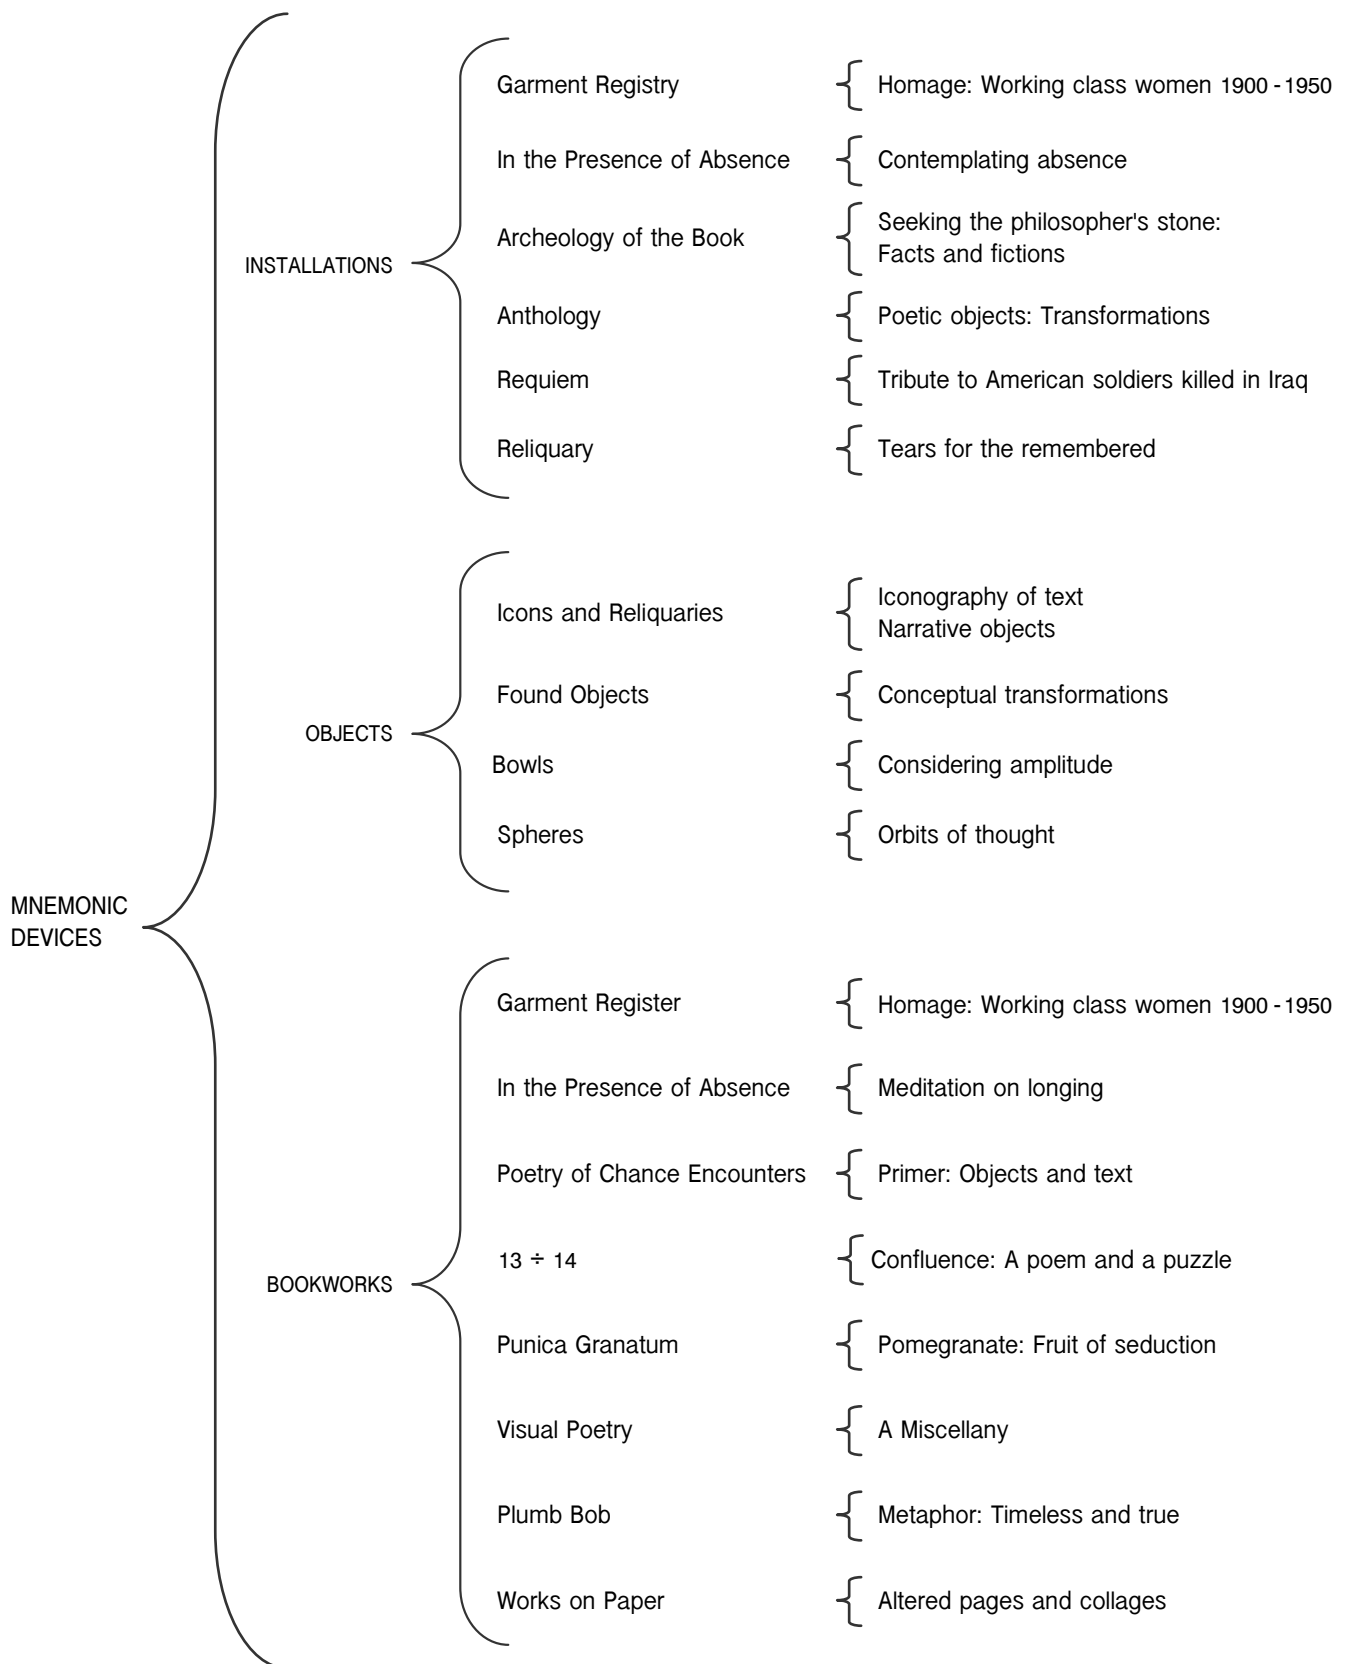 MNEMONIC
DEVICES
INSTALLATIONS
Garment Registry
Homage: Working class women 1900 - 1950
In the Presence of Absence
Contemplating absence
Archeology of the Book
Seeking the philosopher's stone:
Facts and fictions
Anthology
Poetic objects: Transformations
Requiem
Tribute to American soldiers killed in Iraq
Reliquary
Tears for the remembered
OBJECTS
Icons and Reliquaries
Iconography of text
Narrative objects
Found Objects
Conceptual transformations
Bowls
Considering amplitude
Spheres
Orbits of thought
BOOKWORKS
Garment Register
Homage: Working class women 1900 - 1950
In the Presence of Absence
Meditation on longing
Poetry of Chance Encounters
Primer: Objects and text
13 ÷ 14
Confluence: A poem and a puzzle
Punica Granatum
Pomegranate: Fruit of seduction
Visual Poetry
A Miscellany
Plumb Bob
Metaphor: Timeless and true
Works on Paper
Altered pages and collages